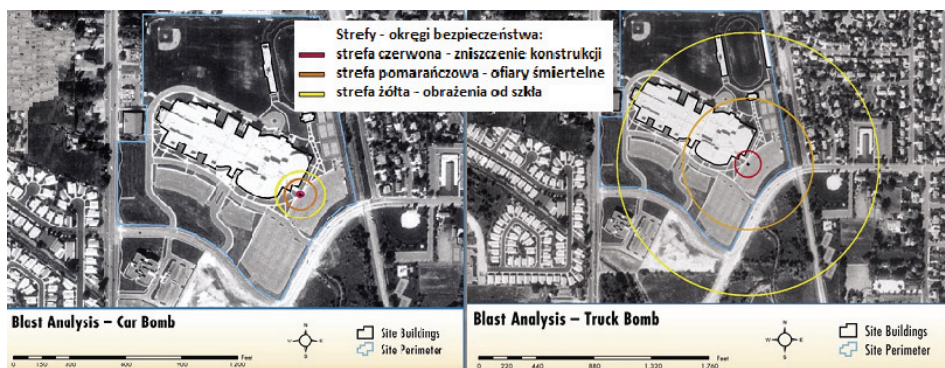 Strefy - okręgi bezpieczeństwa:
strefa czerwona - zniszczenie konstrukcji
strefa pomarańczowa - ofiary śmiertelne
strefa żółta - obrażenia od szkła
Blast Analysis – Car Bomb
N
W
E
S
Site Buildings
Site Perimeter
Feet
0 150 300 600 900 1.200
Blast Analysis – Truck Bomb
N
W
E
S
Site Buildings
Site Perimeter
Feet
0 220 440 880 1.320 1.760